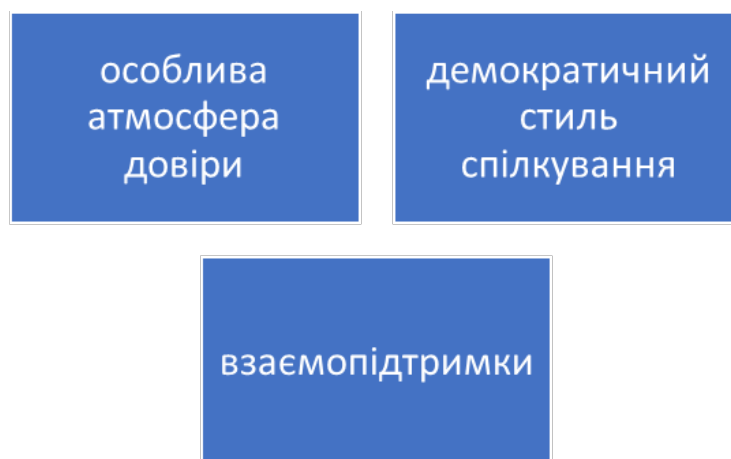 особлива
атмосфера
довіри
демократичний
стиль
спілкування
взаємопідтримки